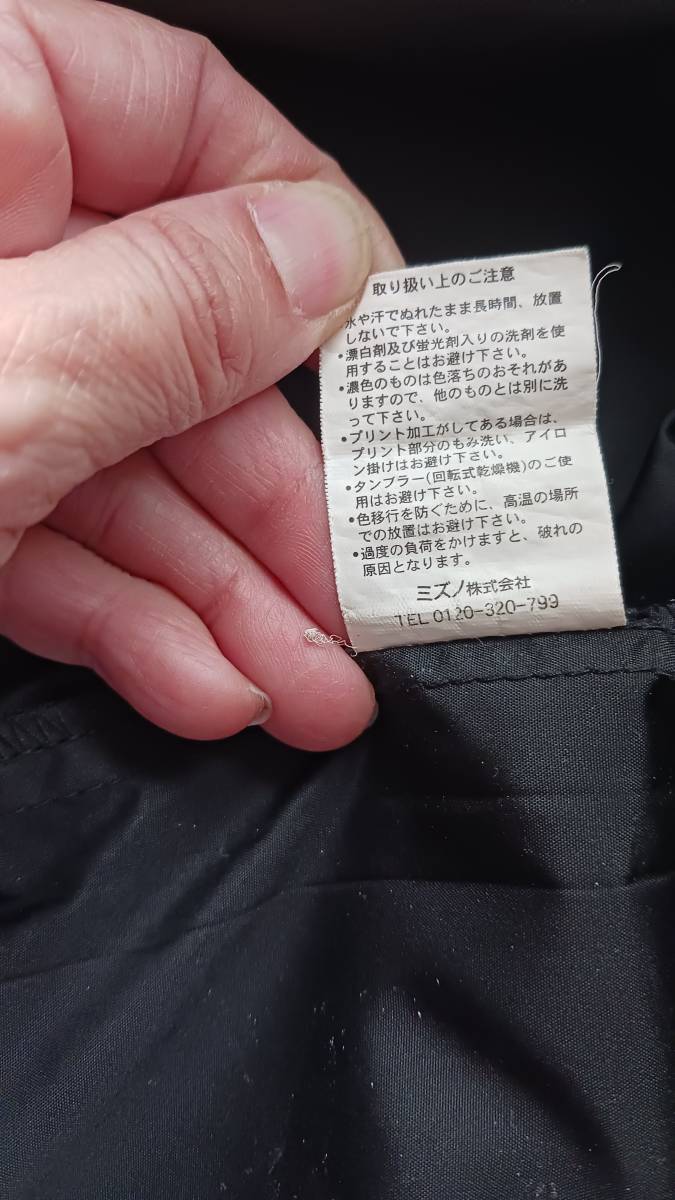 取り扱い上のご注意
水や汗でぬれたまま長時間、放置
しないで下さい。
•漂白剤及び蛍光剤入りの洗剤を使
用することはお避け下さい。
•濃色のものは色落ちのおそれがあ
りますので、他のものとは別に洗
って下さい。
•プリント加工がしてある場合は、
プリント部分のもみ洗い、アイロ
ン掛けはお避け下さい。
•タンブラー(回転式乾燥機)のご使
用はお避け下さい。
•色移行を防ぐために、高温の場所
での放置はお避け下さい。
•過度の負荷をかけますと、破れの
原因となります。
ミズノ株式会社
TEL 0120-320-799